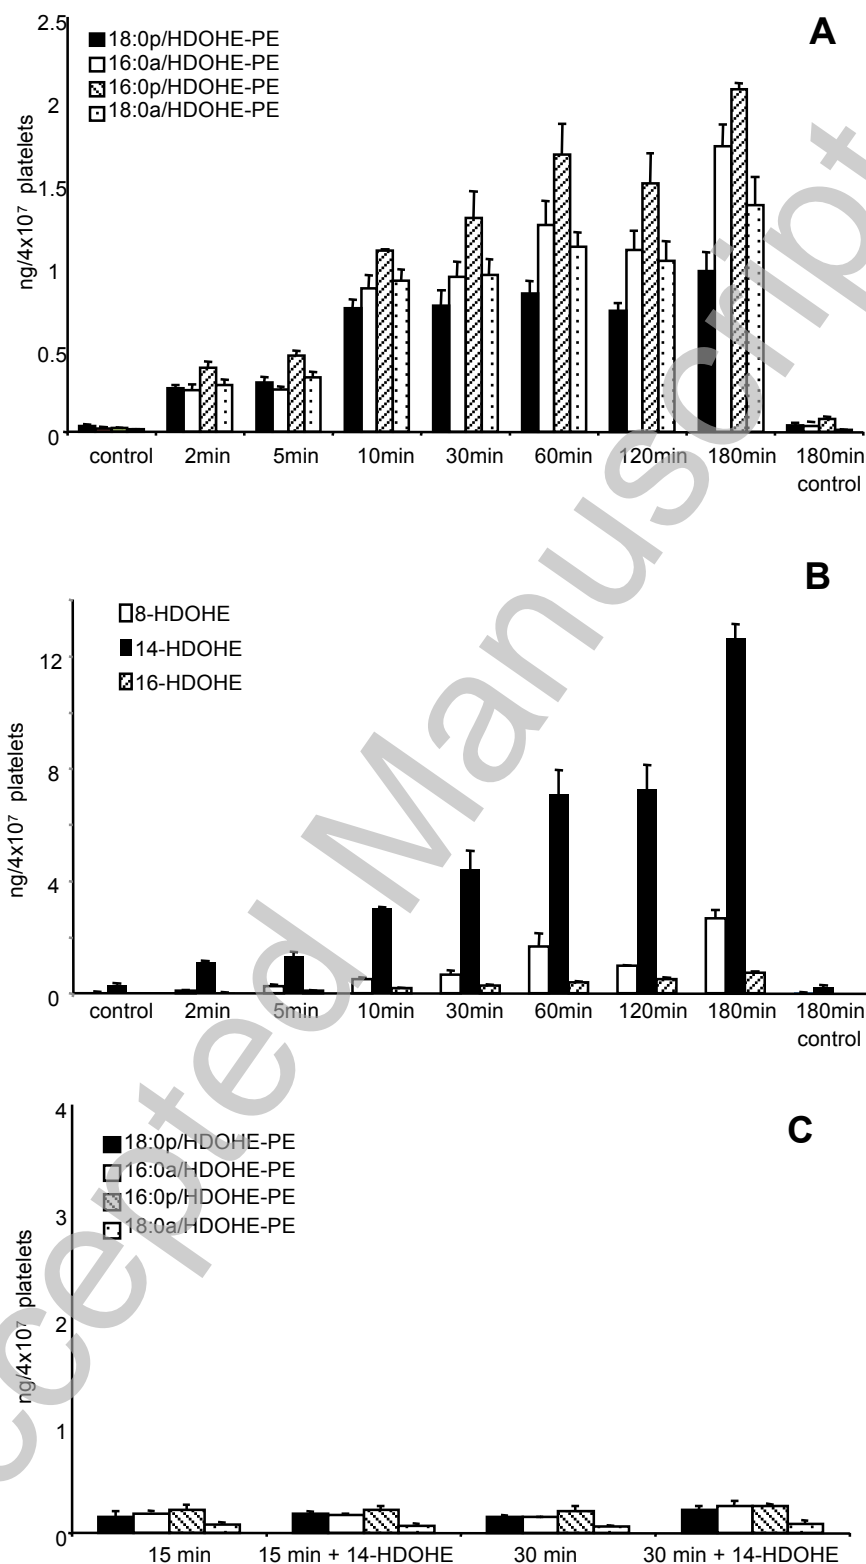 A
2.5
2
1.5
1
0.5
0
ng/4x10⁷ platelets
18:0p/HDOHE-PE
16:0a/HDOHE-PE
16:0p/HDOHE-PE
18:0a/HDOHE-PE
control 2min 5min 10min 30min 60min 120min 180min 180min
control
B
8-HDOHE
14-HDOHE
16-HDOHE
12
8
4
0
ng/4x10⁷ platelets
control 2min 5min 10min 30min 60min 120min 180min 180min
control
C
4
3
2
1
0
ng/4x10⁷ platelets
18:0p/HDOHE-PE
16:0a/HDOHE-PE
16:0p/HDOHE-PE
18:0a/HDOHE-PE
15 min 15 min + 14-HDOHE 30 min 30 min + 14-HDOHE
ccepted Manuscript